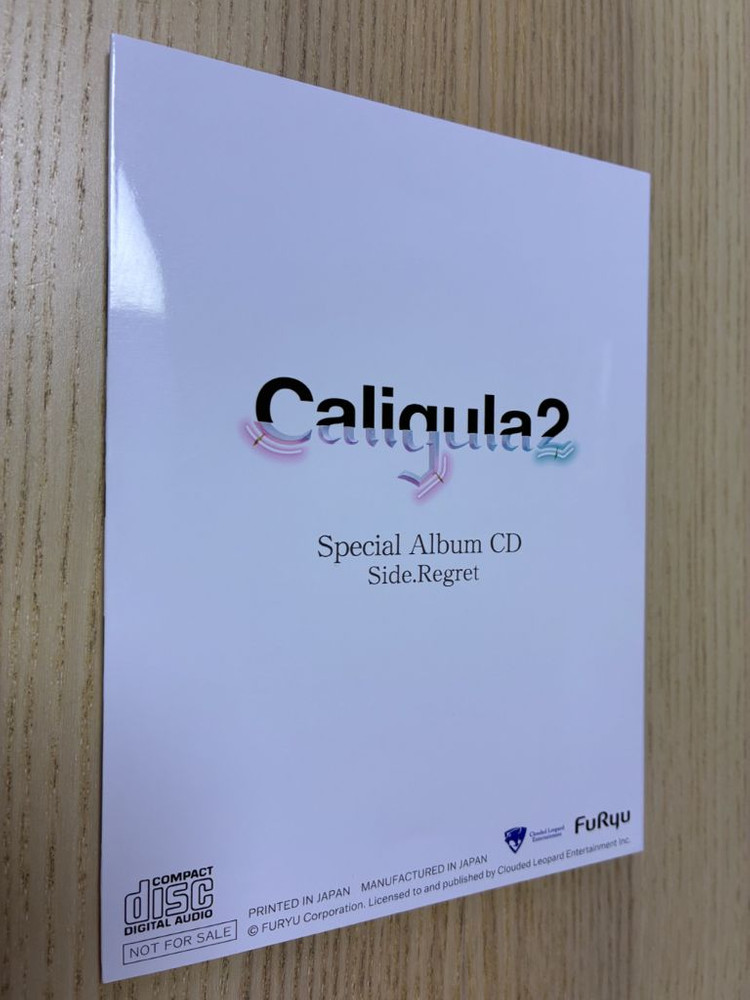 Caligula2
Special Album CD
Side.Regret
Clouded Leopard
Entertainment
FuRyu
COMPACT
disc
DIGITAL AUDIO
NOT FOR SALE
PRINTED IN JAPAN MANUFACTURED IN JAPAN
© FURYU Corporation. Licensed to and published by Clouded Leopard Entertainment Inc.